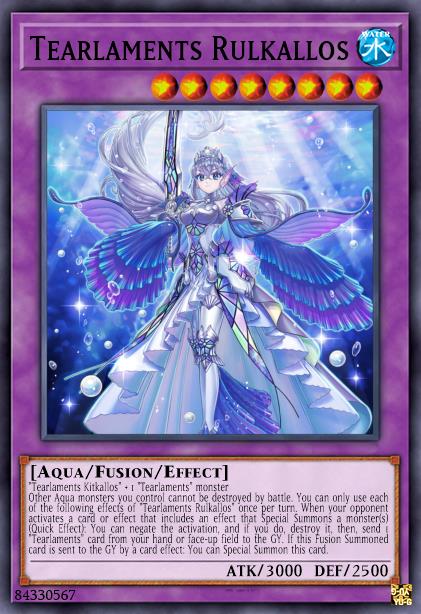 Tearlaments Rulkallos
WATER
水
[Aqua/Fusion/Effect]
"Tearlaments Kitkallos" + 1 "Tearlaments" monster
Other Aqua monsters you control cannot be destroyed by battle. You can only use each
of the following effects of "Tearlaments Rulkallos" once per turn. When your opponent
activates a card or effect that includes an effect that Special Summons a monster(s)
(Quick Effect): You can negate the activation, and if you do, destroy it, then, send 1
"Tearlaments" card from your hand or face-up field to the GY. If this Fusion Summoned
card is sent to the GY by a card effect: You can Special Summon this card.
ATK/3000 DEF/2500
84330567